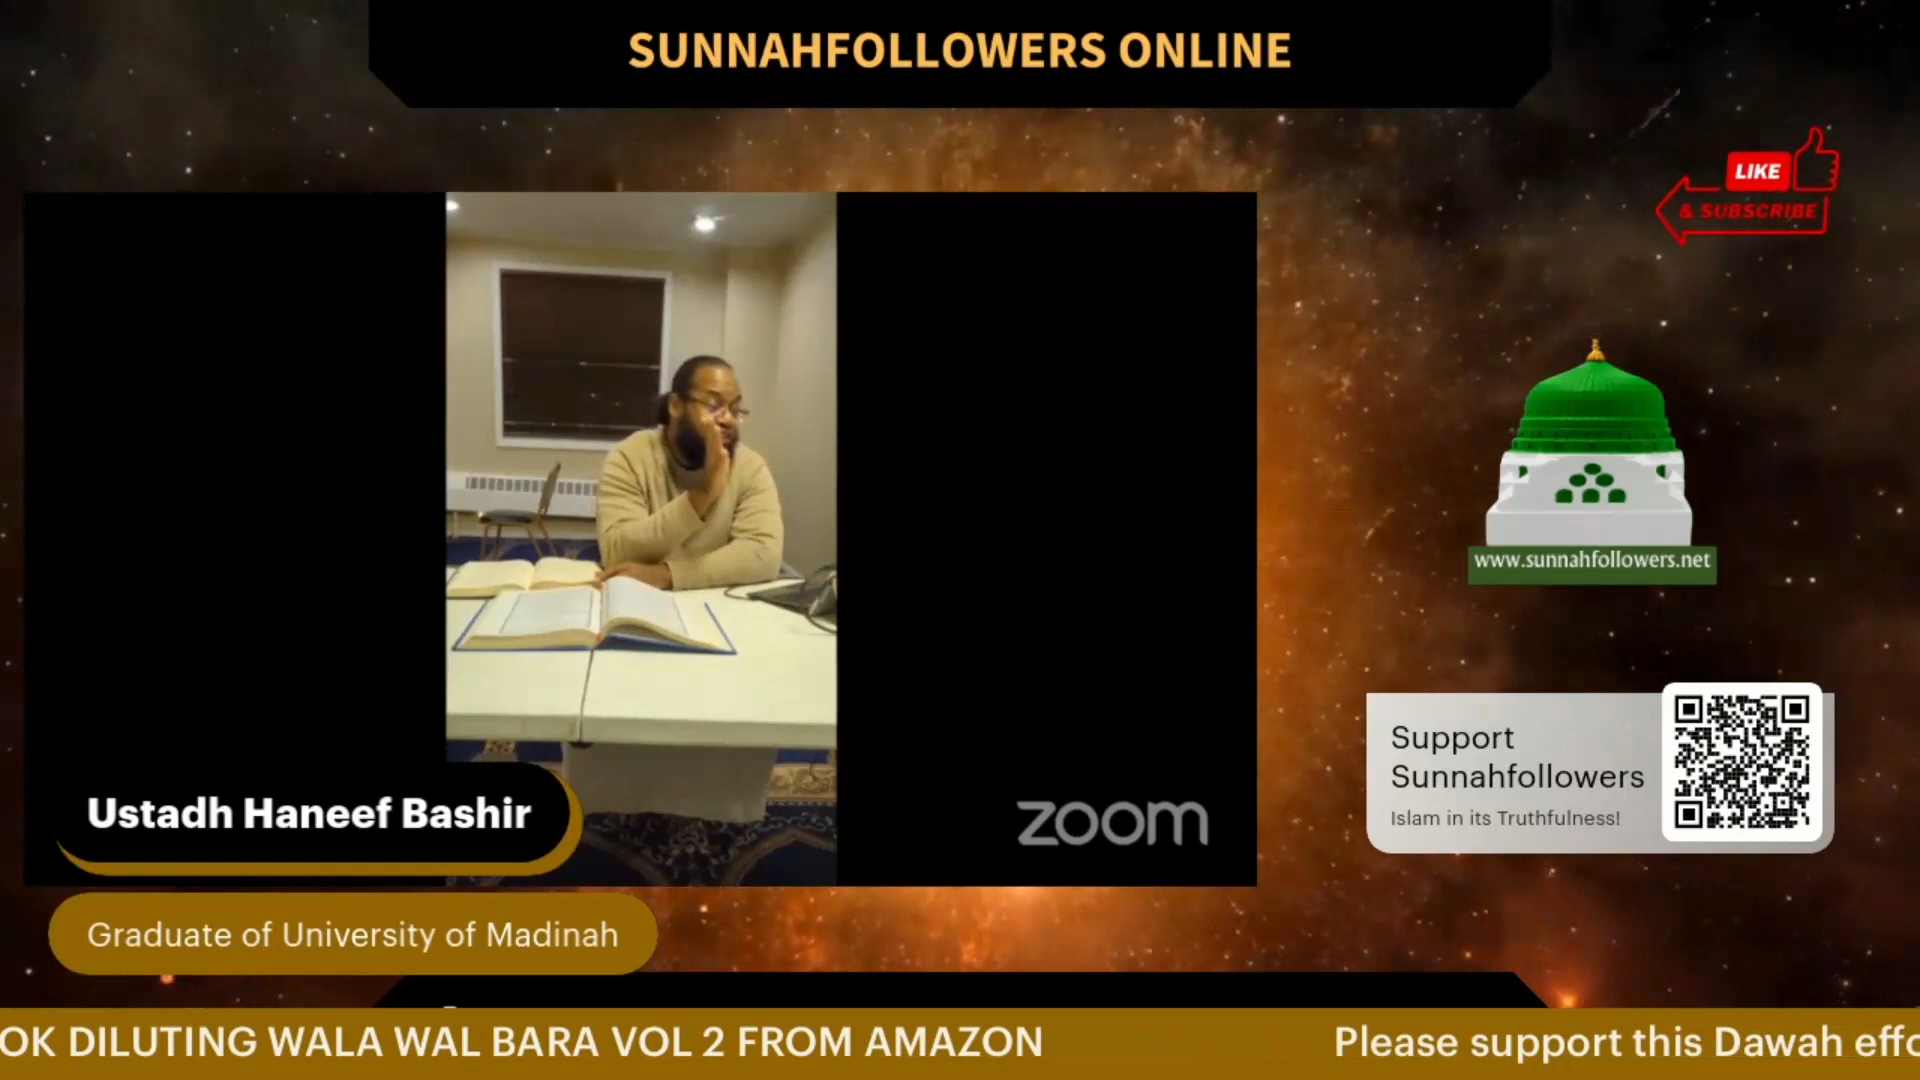 SUNNAHFOLLOWERS ONLINE
LIKE
& SUBSCRIBE
www.sunnahfollowers.net
Support
Sunnahfollowers
Islam in its Truthfulness!
Ustadh Haneef Bashir
zoom
Graduate of University of Madinah
OK DILUTING WALA WAL BARA VOL 2 FROM AMAZON
Please support this Dawah effo